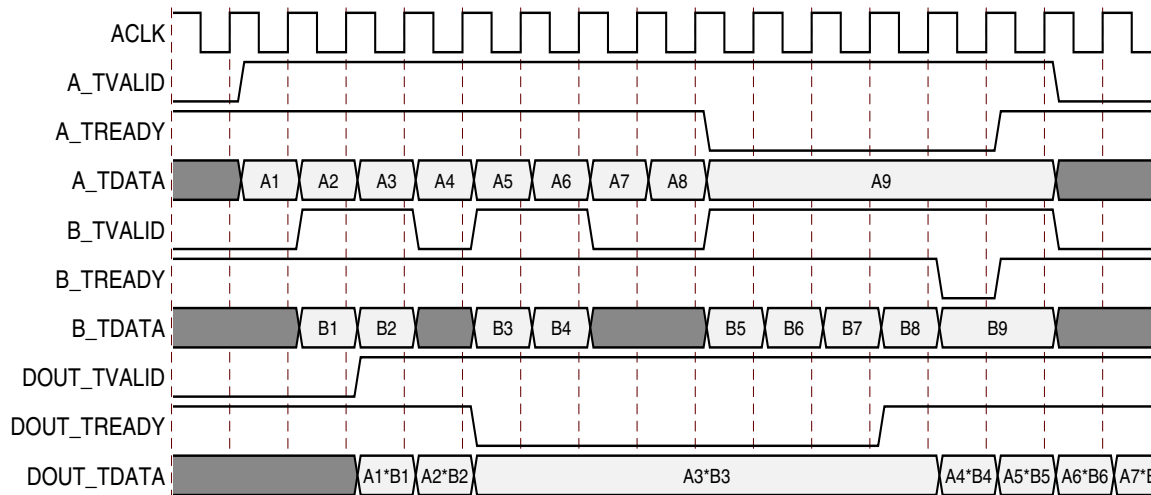 ACLK
A_TVALID
A_TREADY
A_TDATA A1 A2 A3 A4 A5 A6 A7 A8 A9
B_TVALID
B_TREADY
B_TDATA B1 B2 B3 B4 B5 B6 B7 B8 B9
DOUT_TVALID
DOUT_TREADY
DOUT_TDATA A1*B1 A2*B2 A3*B3 A4*B4 A5*B5 A6*B6 A7*B